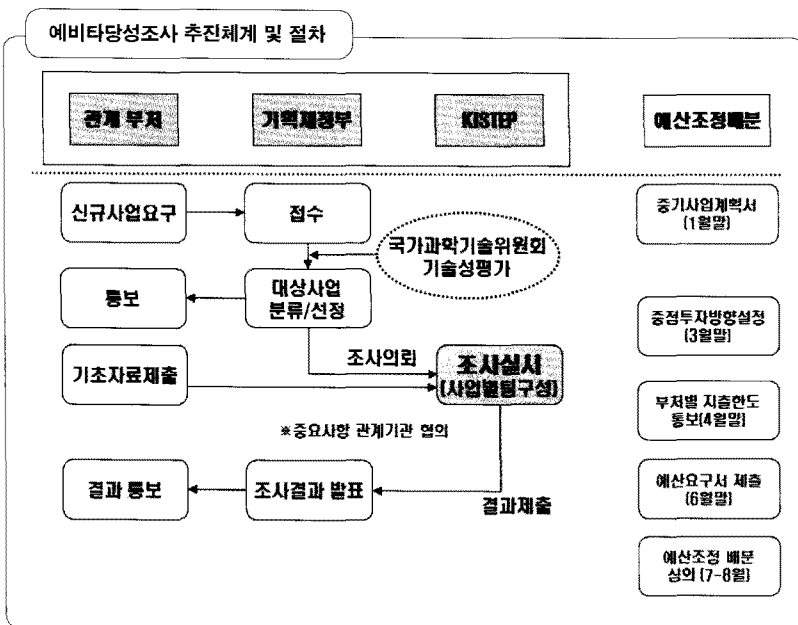 예비타당성조사 추진체계 및 절차
관계 부처
기획재정부
KISTEP
예산조정배분
신규사업요구
접수
중기사업계획서
(1월말)
국가과학기술위원회
기술성평가
통보
대상사업
분류/선정
중점투자방향설정
(3월말)
조사의뢰
기초자료제출
조사실시
(사업별팀구성)
부처별 지출한도
통보(4월말)
※중요사항 관계기관 협의
결과 통보
조사결과 발표
결과제출
예산요구서 제출
(6월말)
예산조정 배분
심의 (7-8월)